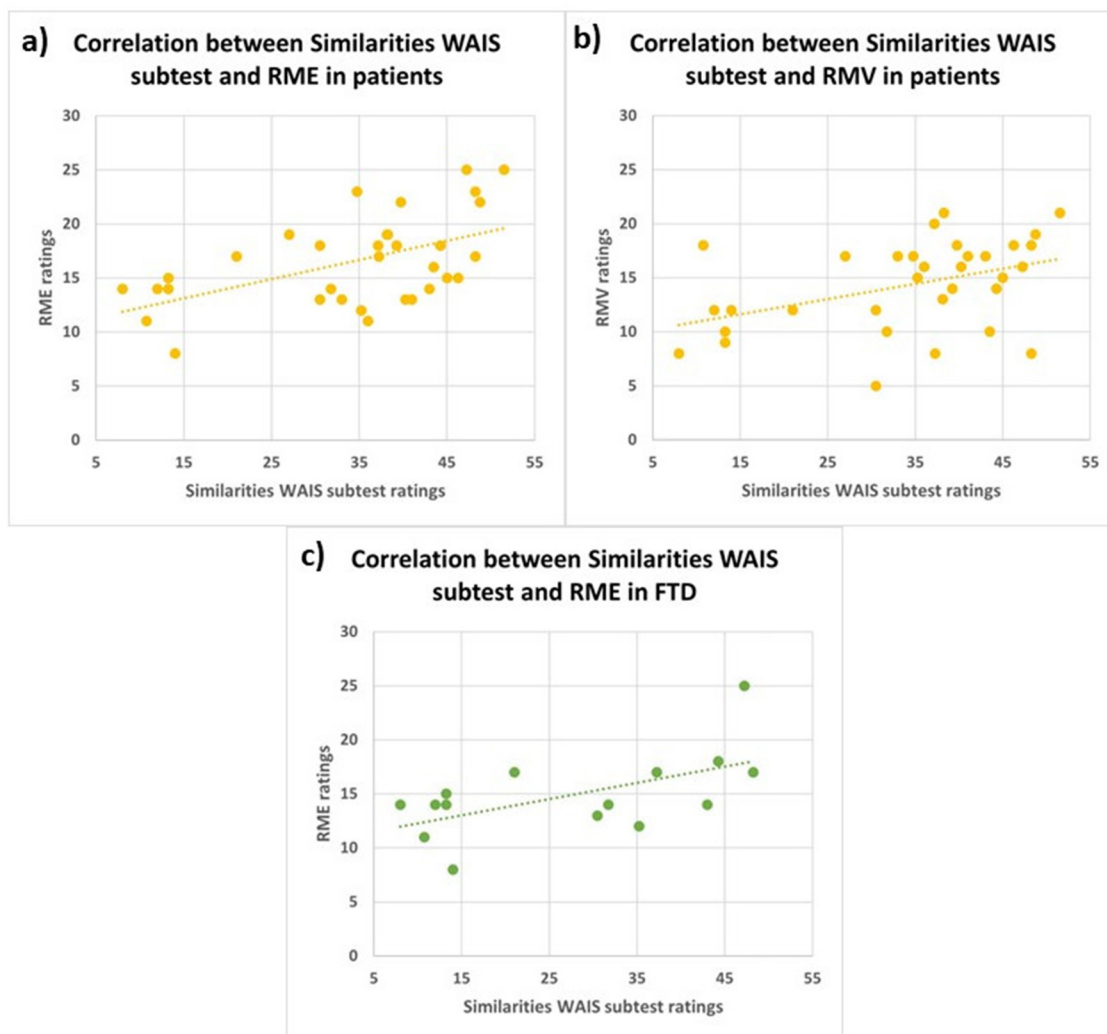 a) Correlation between Similarities WAIS
subtest and RME in patients
30
25
20
15
10
5
0
RME ratings
5 15 25 35 45 55
Similarities WAIS subtest ratings
b) Correlation between Similarities WAIS
subtest and RMV in patients
30
25
20
15
10
5
0
RMV ratings
5 15 25 35 45 55
Similarities WAIS subtest ratings
c) Correlation between Similarities WAIS
subtest and RME in FTD
30
25
20
15
10
5
0
RME ratings
5 15 25 35 45 55
Similarities WAIS subtest ratings